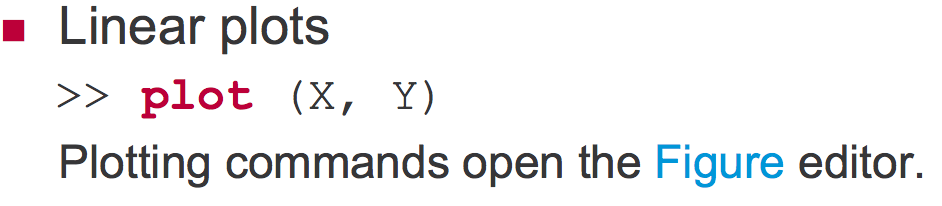 Linear plots
>> plot (X, Y)
Plotting commands open the Figure editor.